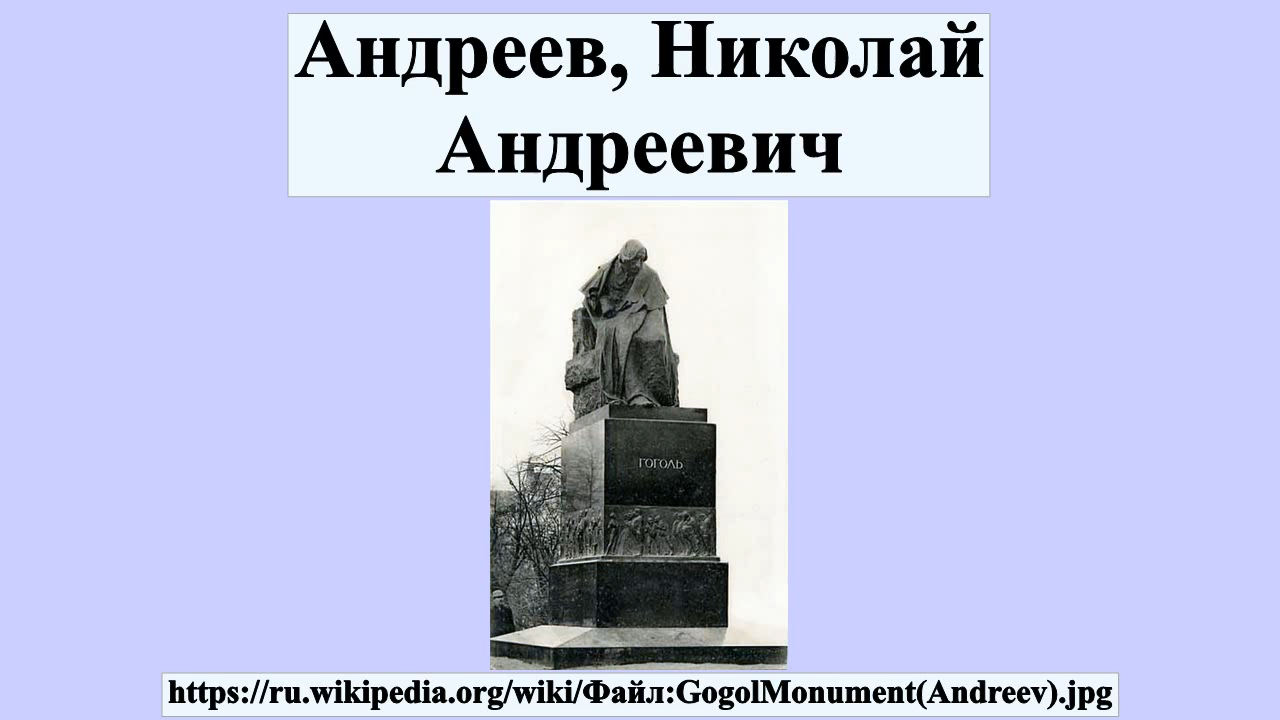 Андреев, Николай
Андреевич
ГОГОЛЬ
https://ru.wikipedia.org/wiki/Файл:GogolMonument(Andreev).jpg